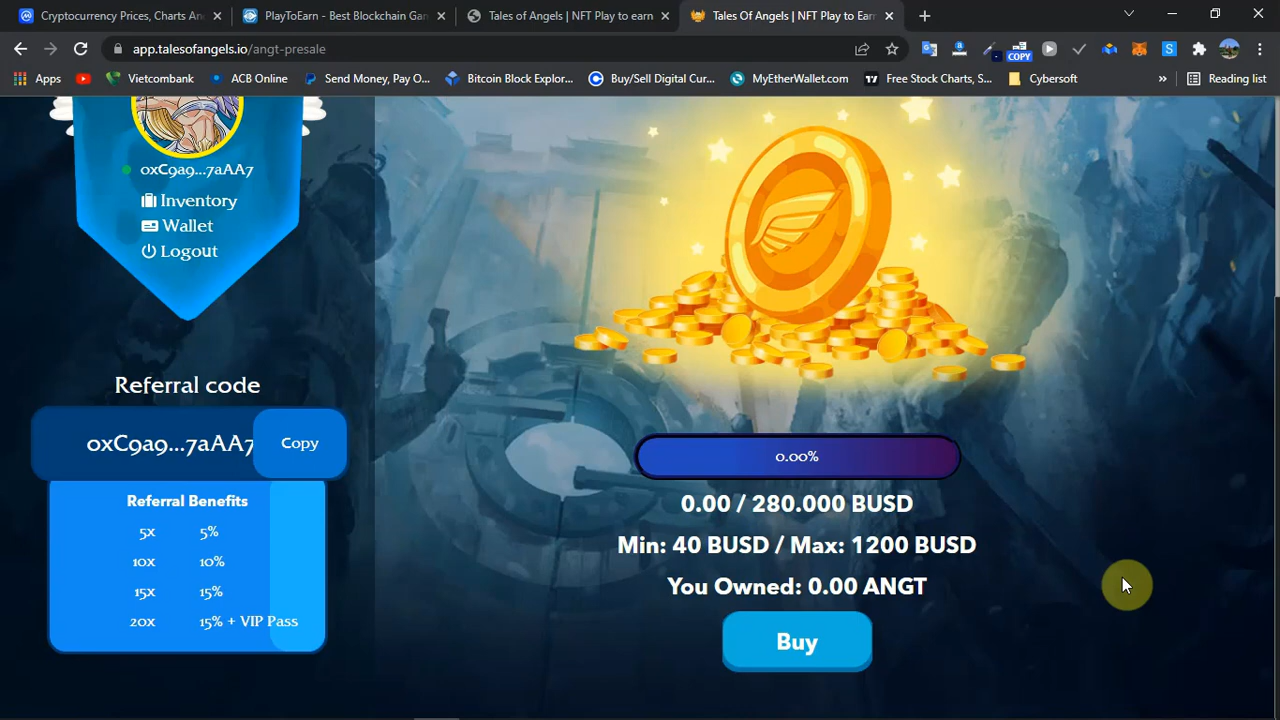 Cryptocurrency Prices, Charts An
PlayToEarn - Best Blockchain Gam
Tales of Angels | NFT Play to earn
Tales Of Angels | NFT Play to Earn
app.talesofangels.io/angt-presale
COPY
Apps
Vietcombank
ACB Online
Send Money, Pay O...
Bitcoin Block Explor...
Buy/Sell Digital Cur...
MyEtherWallet.com
Free Stock Charts, S...
Cybersoft
»
Reading list
0xC9a9...7aAA7
Inventory
Wallet
Logout
Referral code
0xC9a9...7aAA7
Copy
Referral Benefits
5x 5%
10x 10%
15x 15%
20x 15% + VIP Pass
0.00%
0.00 / 280.000 BUSD
Min: 40 BUSD / Max: 1200 BUSD
You Owned: 0.00 ANGT
Buy